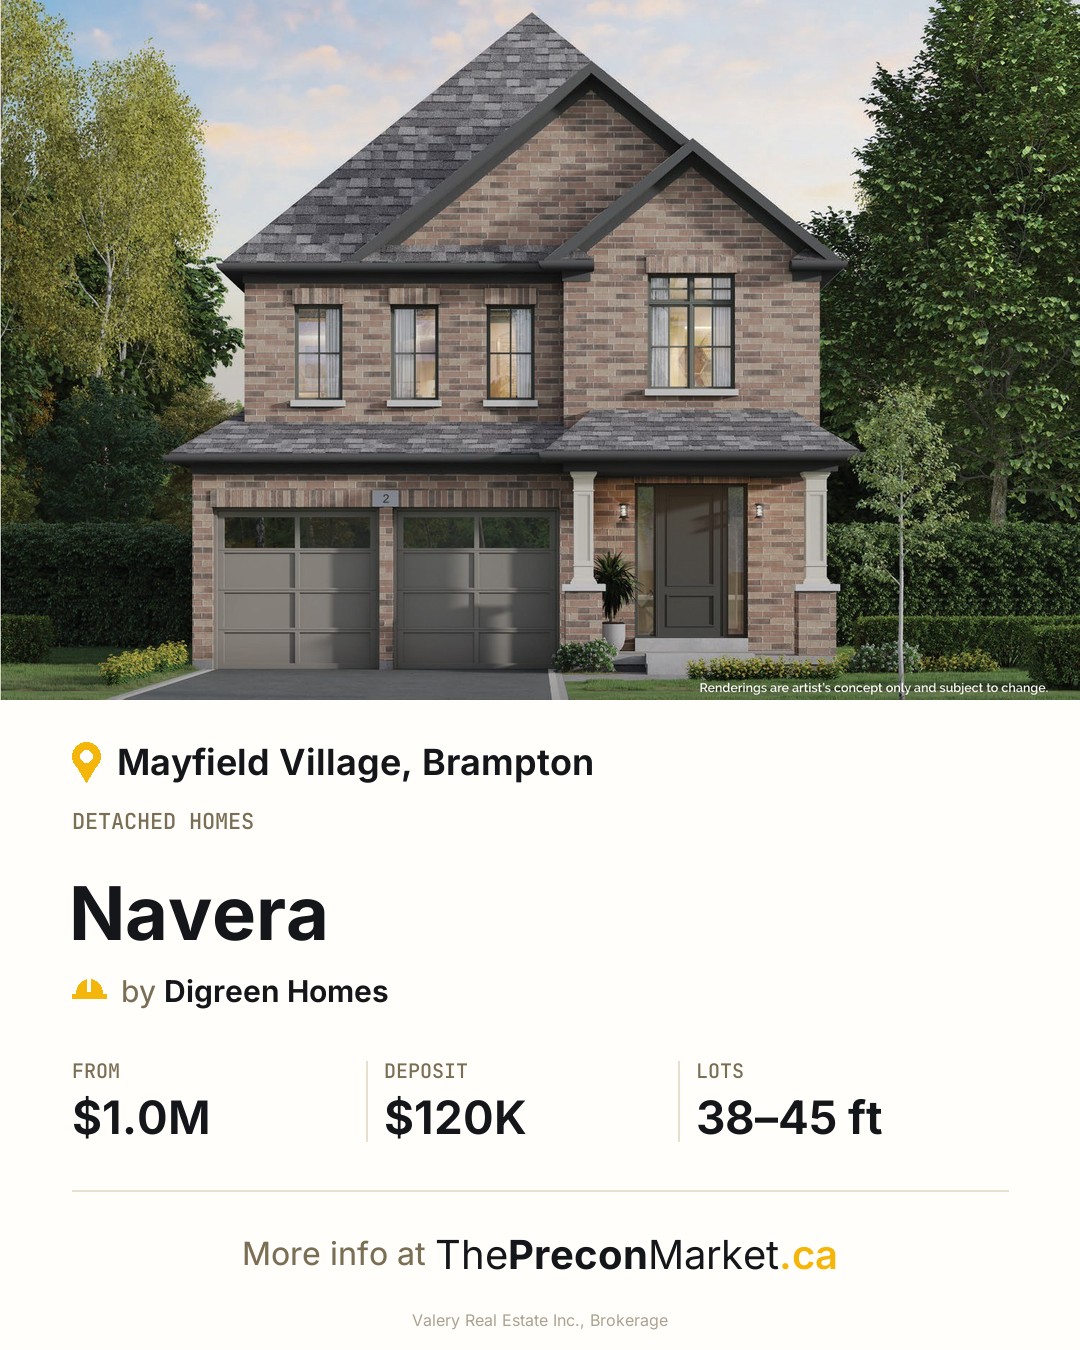 2
Renderings are artist's concept only and subject to change.
Mayfield Village, Brampton
DETACHED HOMES
Navera
by Digreen Homes
FROM DEPOSIT LOTS
$1.0M $120K 38–45 ft
More info at ThePreconMarket.ca
Valery Real Estate Inc., Brokerage